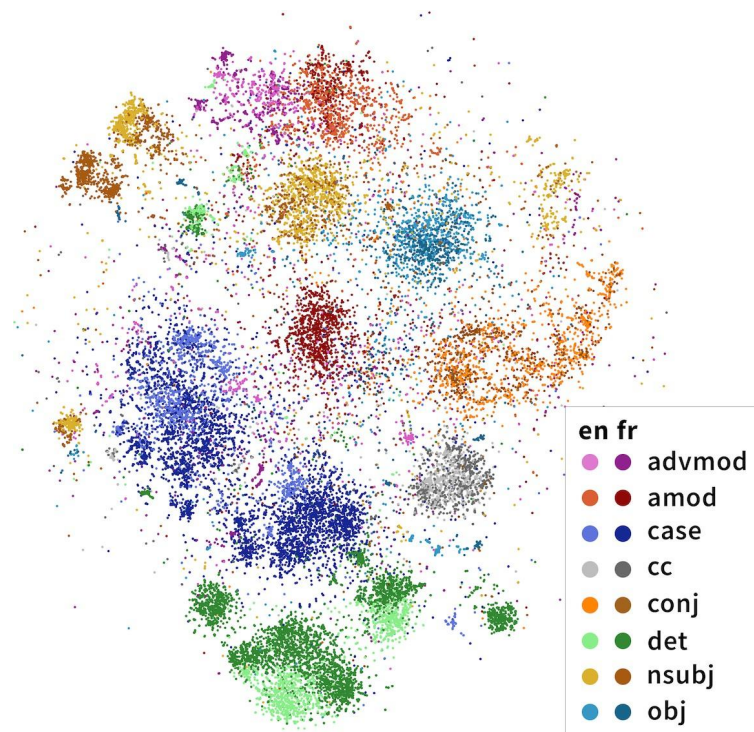 en fr
advmod
amod
case
cc
conj
det
nsubj
obj